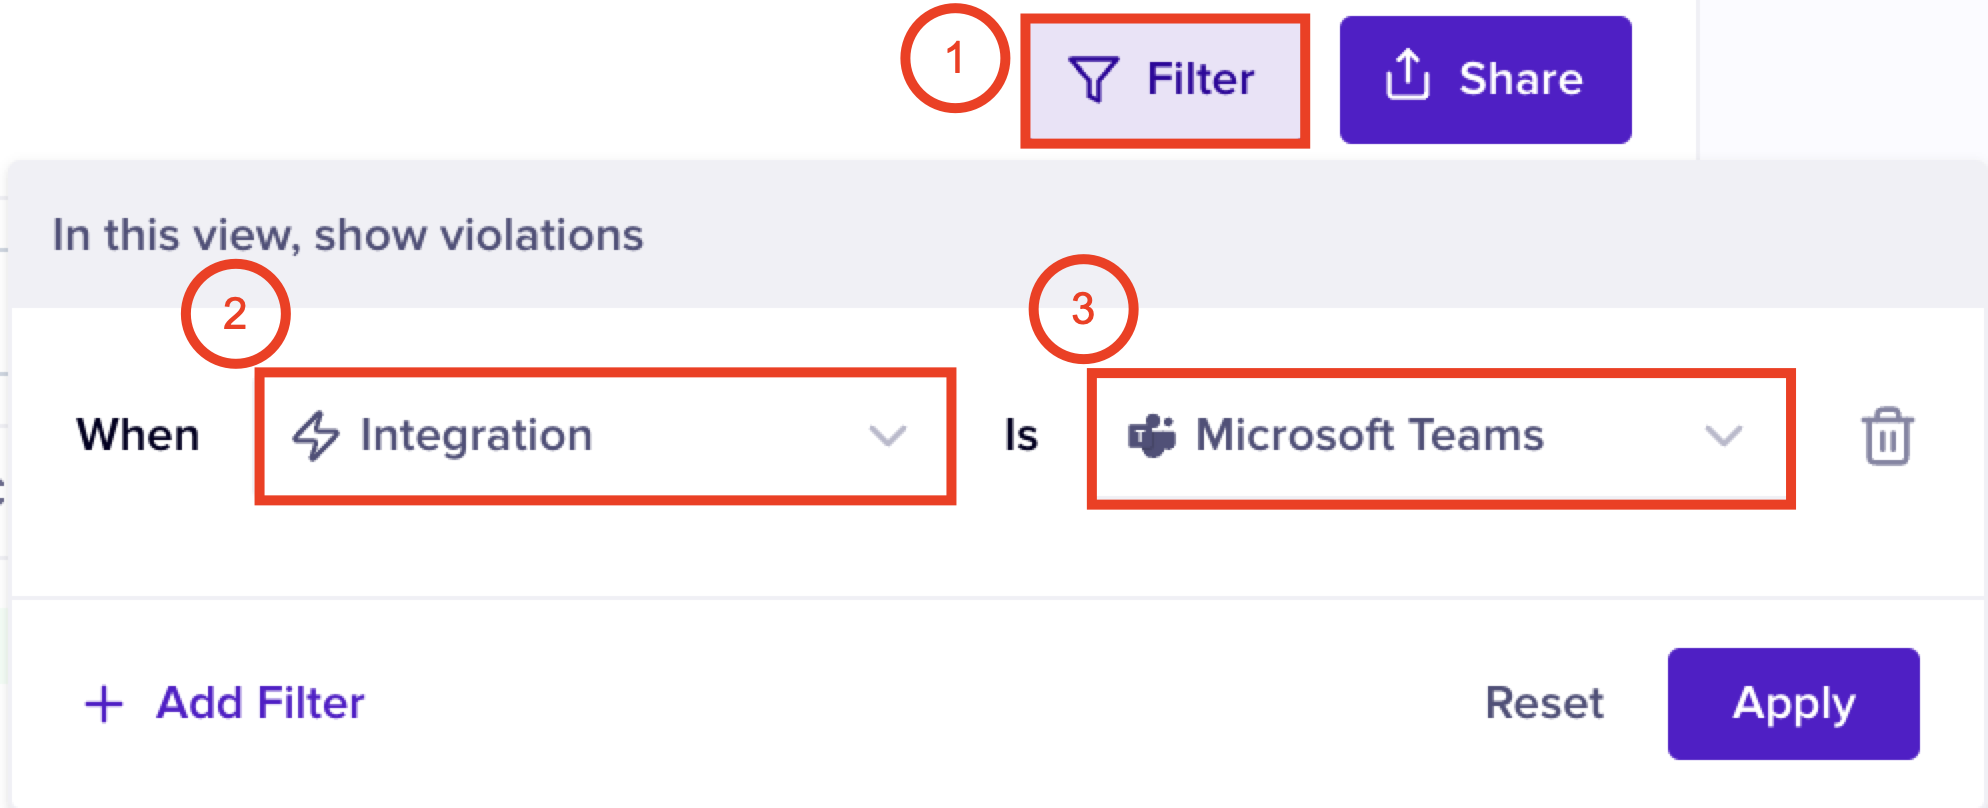 1 Filter Share
In this view, show violations
2 3
When Integration Is Microsoft Teams
+ Add Filter Reset Apply